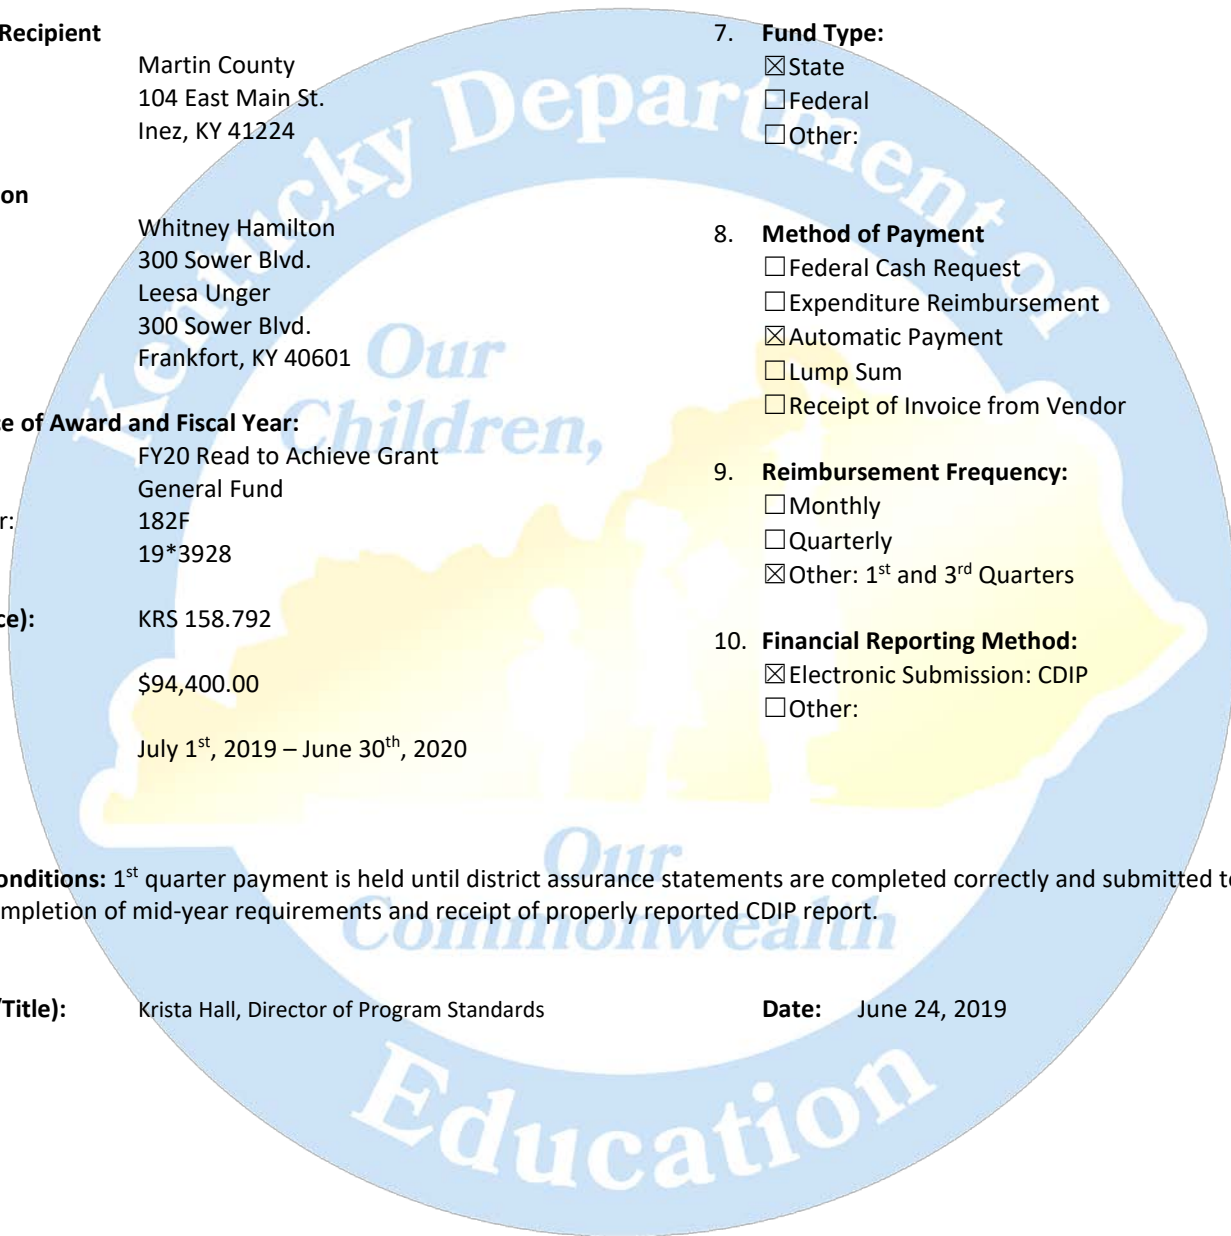 Recipient
Martin County
104 East Main St.
Inez, KY 41224
on
Whitney Hamilton
300 Sower Blvd.
Leesa Unger
300 Sower Blvd.
Frankfort, KY 40601
ce of Award and Fiscal Year:
FY20 Read to Achieve Grant
General Fund
r: 182F
19*3928
ce): KRS 158.792
$94,400.00
July 1st, 2019 – June 30th, 2020
7. Fund Type:
☒State
☐Federal
☐Other:
8. Method of Payment
☐Federal Cash Request
☐Expenditure Reimbursement
☒Automatic Payment
☐Lump Sum
☐Receipt of Invoice from Vendor
9. Reimbursement Frequency:
☐Monthly
☐Quarterly
☒Other: 1st and 3rd Quarters
10. Financial Reporting Method:
☒Electronic Submission: CDIP
☐Other:
onditions: 1st quarter payment is held until district assurance statements are completed correctly and submitted to
mpletion of mid-year requirements and receipt of properly reported CDIP report.
/Title): Krista Hall, Director of Program Standards Date: June 24, 2019
Kentucky Department of
Education
Our
Children,
Our
Commonwealth